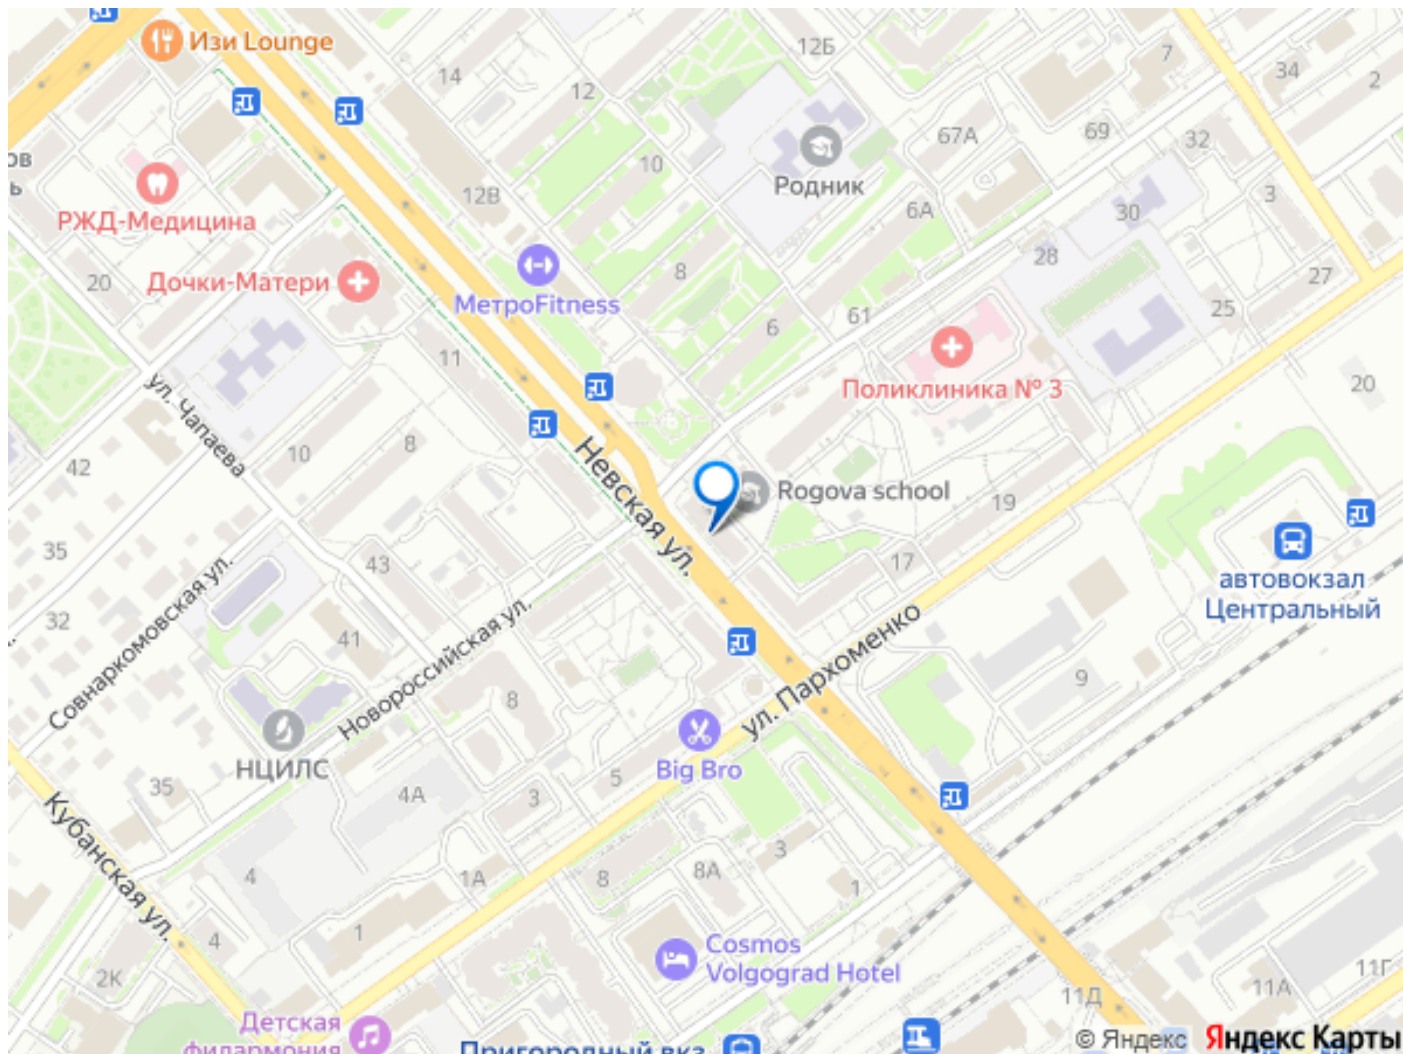 Изи Lounge
12Б
7
34
2
14
12
67А
69
32
ов
ь
10
Родник
РЖД-Медицина
12В
6А
30
3
28
27
20
Дочки-Матери
8
МетроFitness
61
25
6
11
Поликлиника № 3
20
ул. Чапаева
8
10
42
Невская ул.
Rogova school
19
35
43
17
автовокзал
Центральный
Совнаркомовская ул.
32
41
Новороссийская ул.
ул. Пархоменко
9
8
НЦИЛС
Big Bro
5
35
4А
3
Кубанская ул.
3
4
1А
8
8А
1
4
1
Cosmos
Volgograd Hotel
2К
11Г
11А
11Д
Детская
филармония
Пригородный вкз
© Яндекс Яндекс Карты